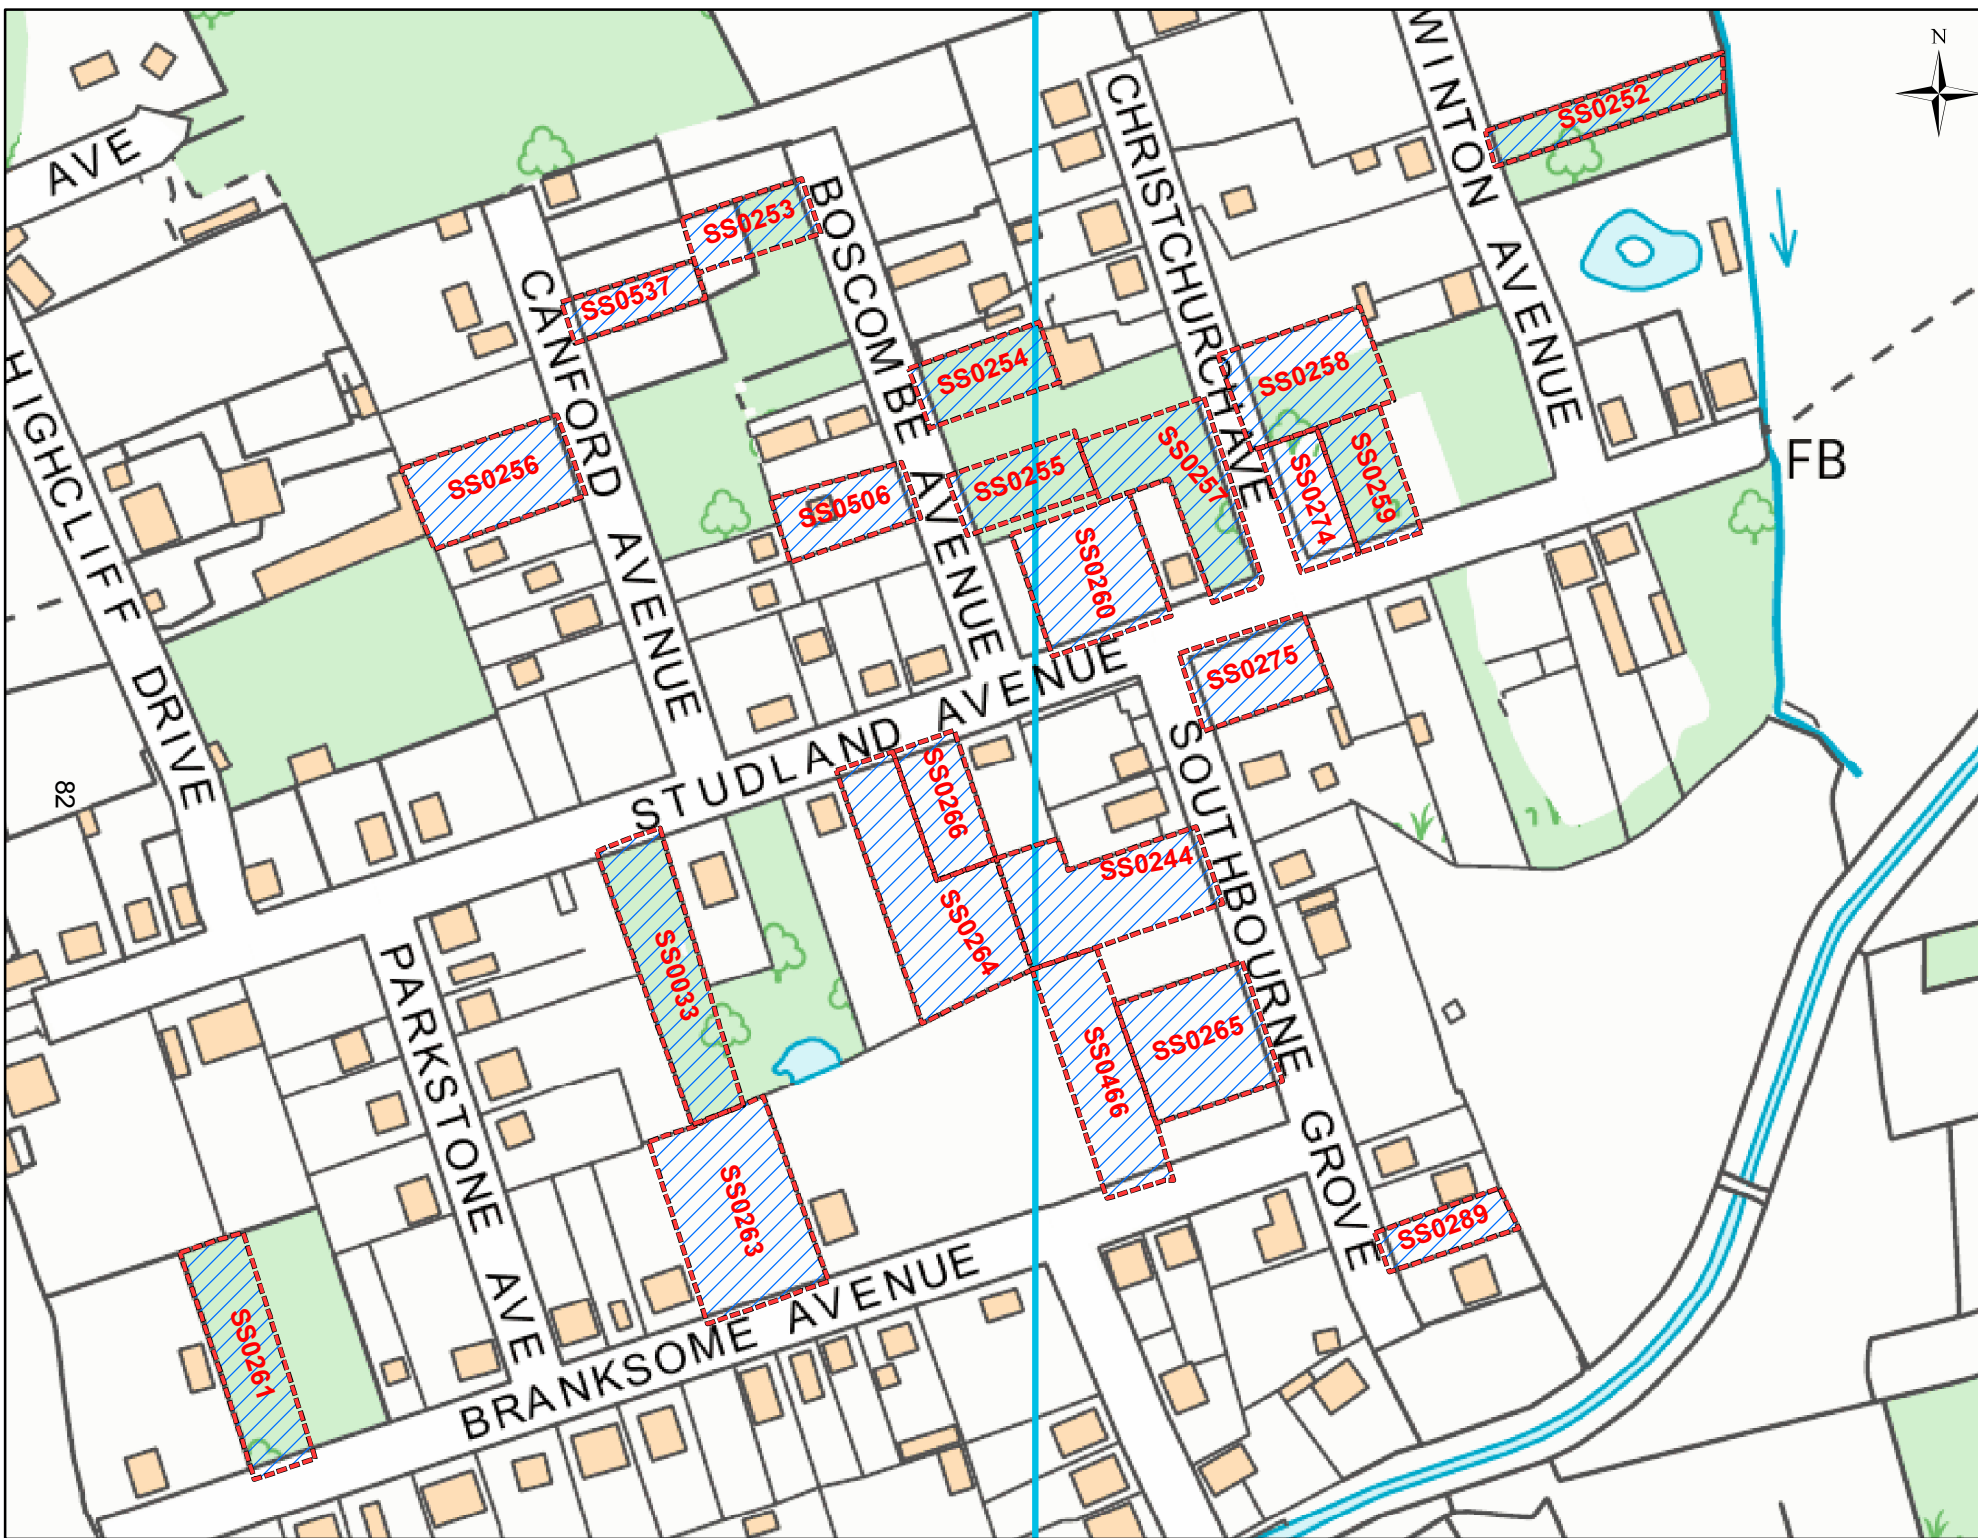 N
AVE
WINTON AVENUE
CHRISTCHURCH AVE
SS0252
SS0253
BOSCOMBE AVENUE
SS0537
CANFORD AVENUE
SS0254
SS0258
HIGHCLIFF DRIVE
SS0256
SS0255
SS0257
SS0506
SS0274
SS0259
FB
SS0260
SS0275
STUDLAND AVENUE
82
SS0266
SOUTHBOURNE GROVE
SS0244
SS0264
SS0033
PARKSTONE AVE
SS0466
SS0265
SS0263
SS0289
SS0261
BRANKSOME AVENUE